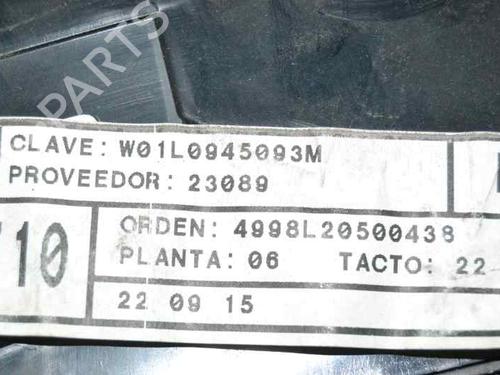 B-PARTS
CLAVE: W01L0945093M
PROVEEDOR: 23089
ORDEN: 4998L20500438
10 PLANTA: 06 TACTO: 22
22 09 15